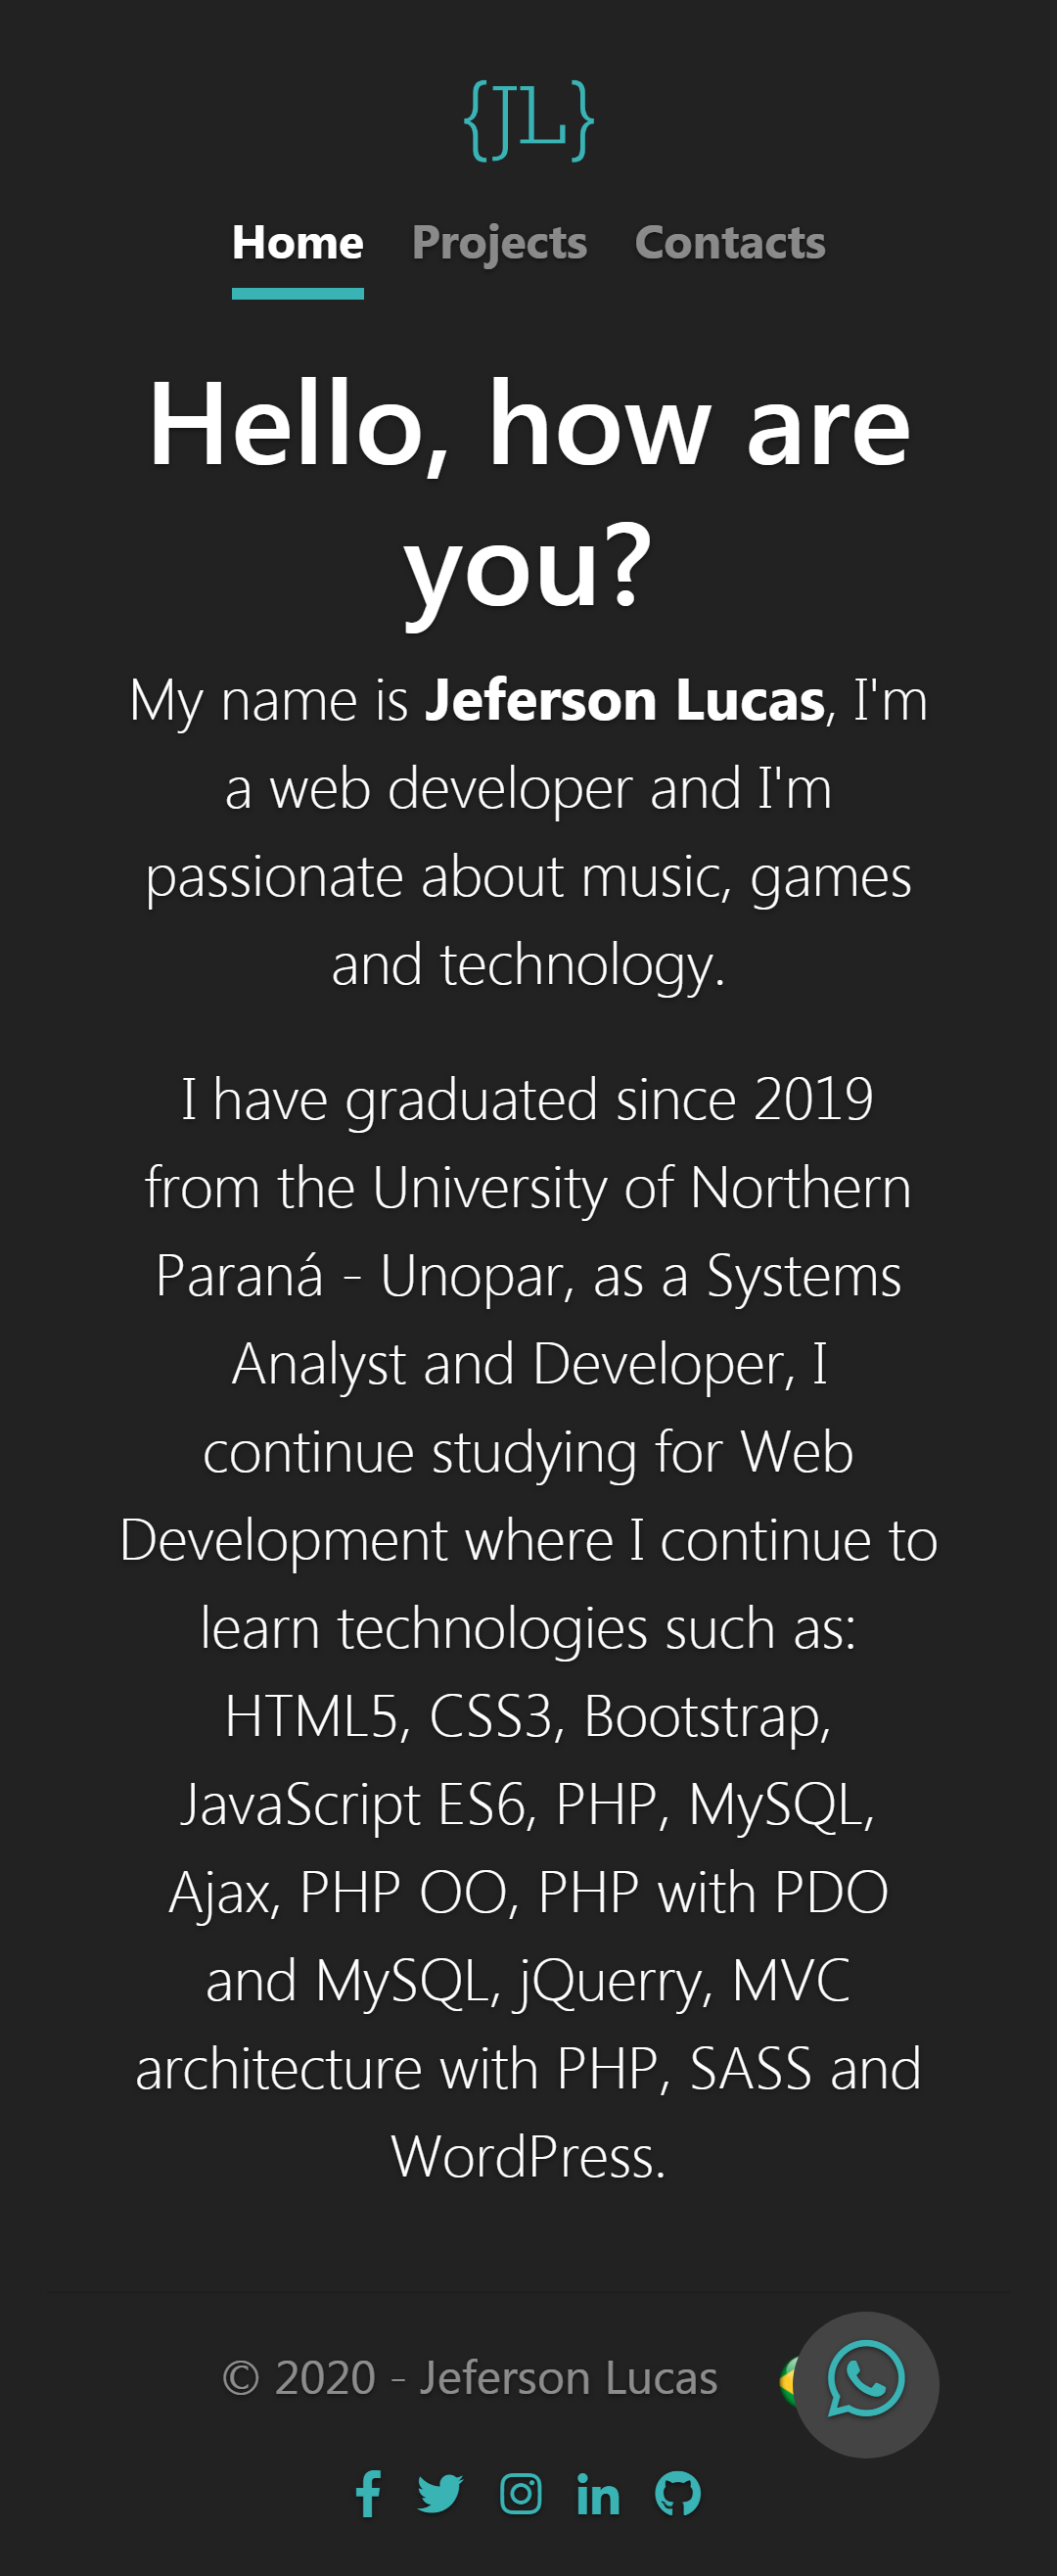 {JL}
Home Projects Contacts
Hello, how are
you?
My name is Jeferson Lucas, I'm
a web developer and I'm
passionate about music, games
and technology.
I have graduated since 2019
from the University of Northern
Paraná - Unopar, as a Systems
Analyst and Developer, I
continue studying for Web
Development where I continue to
learn technologies such as:
HTML5, CSS3, Bootstrap,
JavaScript ES6, PHP, MySQL,
Ajax, PHP OO, PHP with PDO
and MySQL, jQuerry, MVC
architecture with PHP, SASS and
WordPress.
© 2020 - Jeferson Lucas